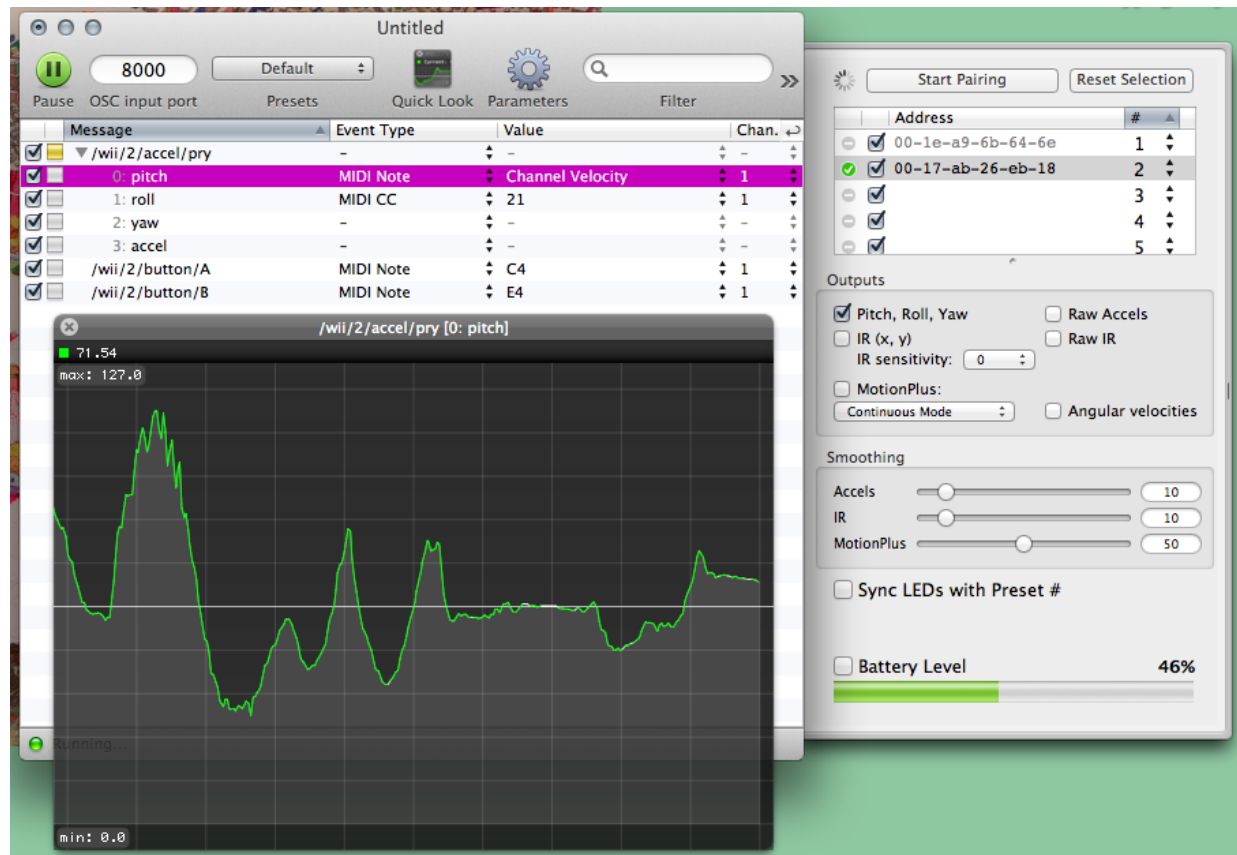 Untitled
8000
Default
Pause
OSC input port
Presets
Quick Look
Parameters
Filter
Message
Event Type
Value
Chan.
/wii/2/accel/pry
-
-
-
0: pitch
MIDI Note
Channel Velocity
1
1: roll
MIDI CC
21
1
2: yaw
-
-
-
3: accel
-
-
-
/wii/2/button/A
MIDI Note
C4
1
/wii/2/button/B
MIDI Note
E4
1
/wii/2/accel/pry [0: pitch]
71.54
max: 127.0
min: 0.0
Running...
Start Pairing
Reset Selection
Address
#
00-1e-a9-6b-64-6e
1
00-17-ab-26-eb-18
2
3
4
5
Outputs
Pitch, Roll, Yaw
Raw Accels
IR (x, y)
Raw IR
IR sensitivity:
0
MotionPlus:
Continuous Mode
Angular velocities
Smoothing
Accels
10
IR
10
MotionPlus
50
Sync LEDs with Preset #
Battery Level
46%